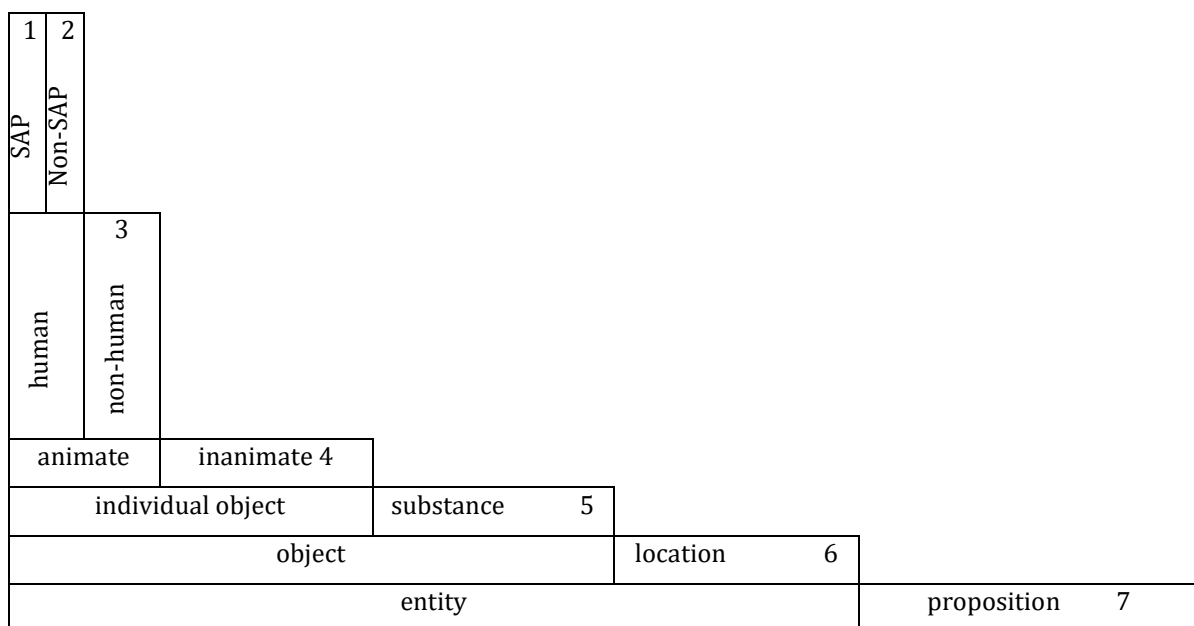 1 2
SAP
Non-SAP
3
human
non-human
animate inanimate 4
individual object substance 5
object location 6
entity proposition 7